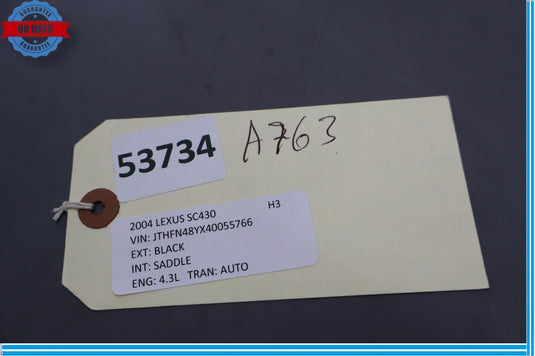 GUARANTEE
90 DAYS
GUARANTEE
53734
A763
2004 LEXUS SC430 H3
VIN: JTHFN48YX40055766
EXT: BLACK
INT: SADDLE
ENG: 4.3L TRAN: AUTO